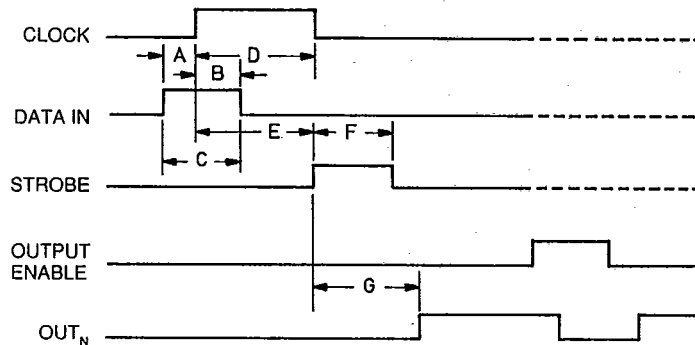 CLOCK
A
D
B
DATA IN
E
F
C
STROBE
OUTPUT
ENABLE
G
OUTN